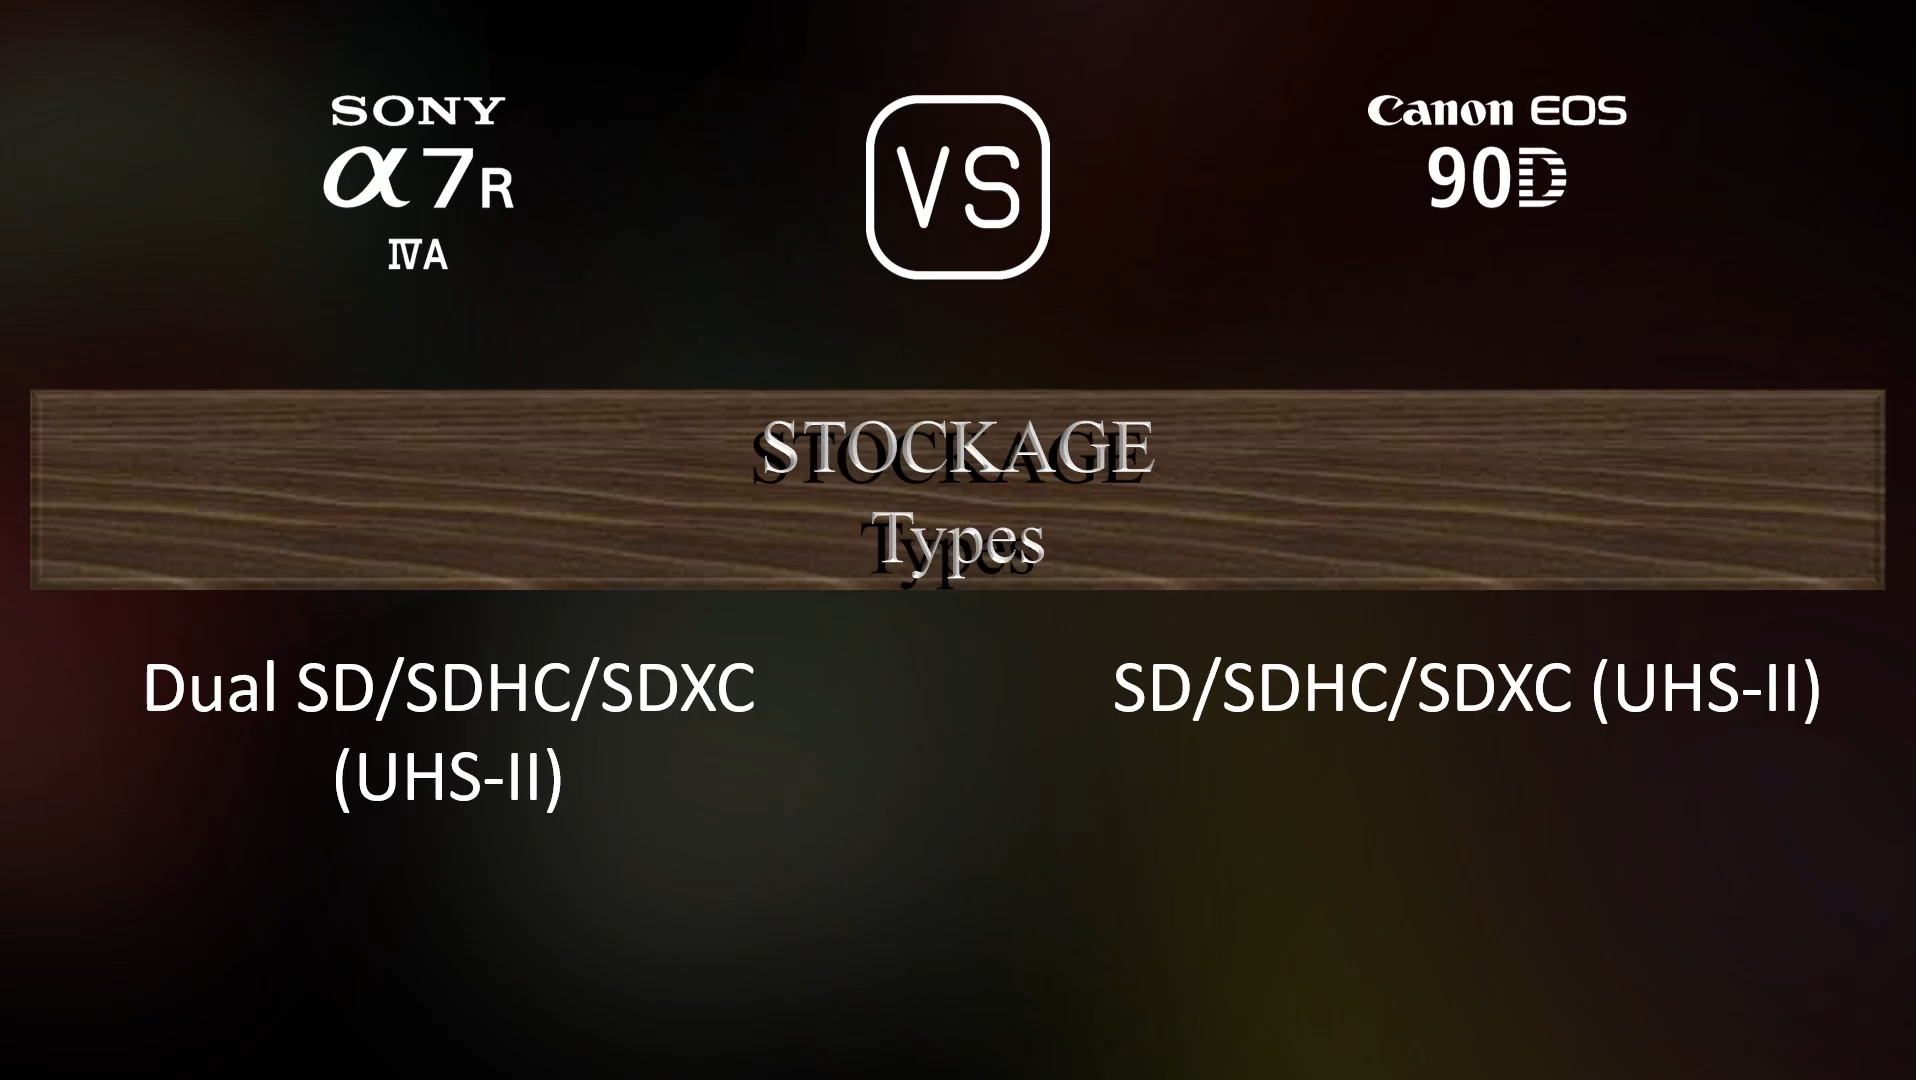 SONY
α7R
IVA
VS
Canon EOS
90D
STOCKAGE
Types
Dual SD/SDHC/SDXC
(UHS-II)
SD/SDHC/SDXC (UHS-II)